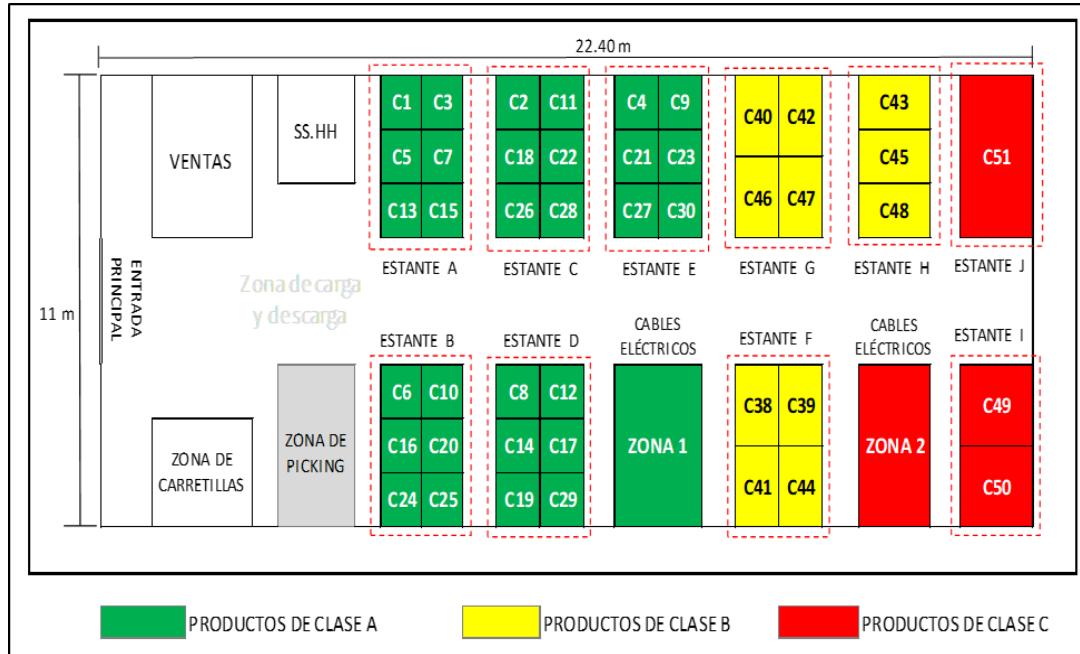 22.40 m
11 m
VENTAS
SS.HH
C1 C3
C5 C7
C13 C15
ESTANTE A
C2 C11
C18 C22
C26 C28
ESTANTE C
C4 C9
C21 C23
C27 C30
ESTANTE E
C40 C42
C46 C47
ESTANTE G
C43
C45
C48
ESTANTE H
C51
ESTANTE J
ENTRADA
PRINCIPAL
Zona de carga
y descarga
ZONA DE
CARRETILLAS
ZONA DE
PICKING
ESTANTE B
C6 C10
C16 C20
C24 C25
ESTANTE D
C8 C12
C14 C17
C19 C29
CABLES
ELÉCTRICOS
ZONA 1
ESTANTE F
C38 C39
C41 C44
CABLES
ELÉCTRICOS
ZONA 2
ESTANTE I
C49
C50
PRODUCTOS DE CLASE A
PRODUCTOS DE CLASE B
PRODUCTOS DE CLASE C